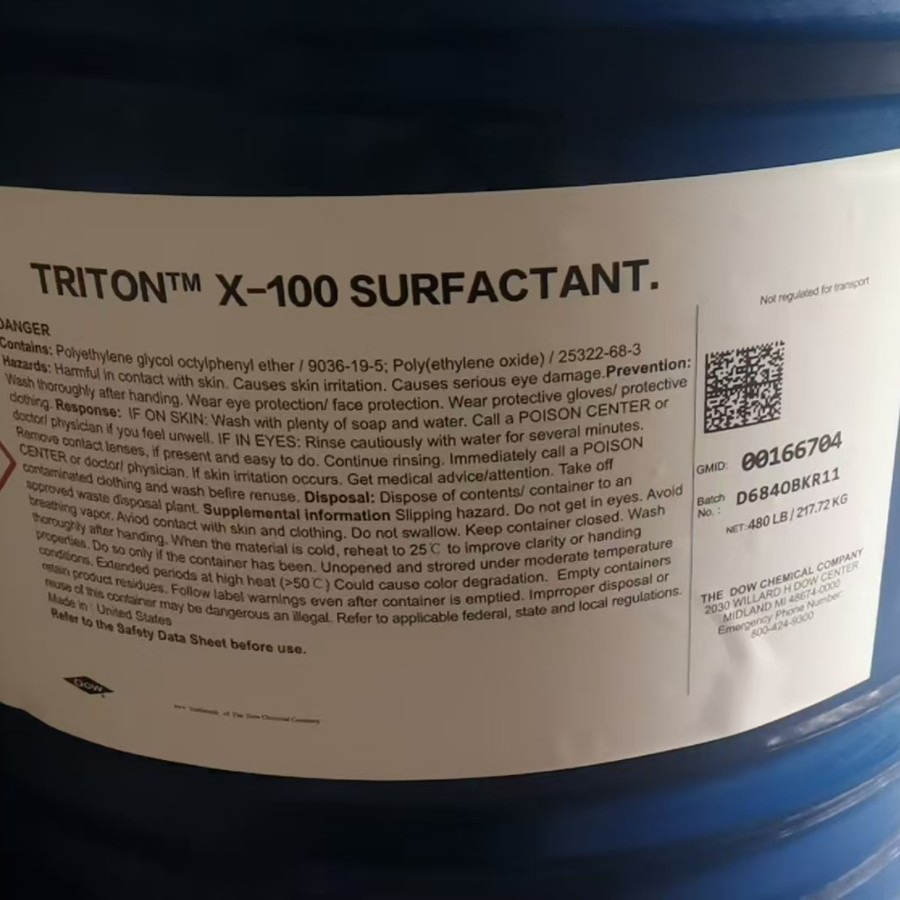 TRITON™ X-100 SURFACTANT.
DANGER
Contains: Polyethylene glycol octylphenyl ether / 9036-19-5; Poly(ethylene oxide) / 25322-68-3
Hazards: Harmful in contact with skin. Causes skin irritation. Causes serious eye damage.Prevention:
Wash thoroughly after handing. Wear eye protection/ face protection. Wear protective gloves/ protective
clothing. Response: IF ON SKIN: Wash with plenty of soap and water. Call a POISON CENTER or
doctor/ physician if you feel unwell. IF IN EYES: Rinse cautiously with water for several minutes.
Remove contact lenses, if present and easy to do. Continue rinsing. Immediately call a POISON
CENTER or doctor/ physician. If skin irritation occurs. Get medical advice/attention. Take off
contaminated clothing and wash befire renuse. Disposal: Dispose of contents/ container to an
approved waste disposal plant. Supplemental information Slipping hazard. Do not get in eyes. Avoid
breathing vapor. Aviod contact with skin and clothing. Do not swallow. Keep container closed. Wash
thoroughly after handing. When the material is cold, reheat to 25℃ to improve clarity or handing
properties. Do so only if the container has been. Unopened and strored under moderate temperature
conditions. Extended periods at high heat (>50℃) Could cause color degradation. Empty containers
retain product residues. Follow label warnings even after container is emptied. Imprroper disposal or
reuse of this container may be dangerous an illegal. Refer to applicable federal, state and local regulations.
Made in : United States
Refer to the Safety Data Sheet before use.
Dow
of The Dow Chemical Company
Not regulated for transport
GMID: 00166704
Batch No. : D6840BKR11
NET:480 LB / 217.72 KG
THE DOW CHEMICAL COMPANY
2030 WILLARD H DOW CENTER
MIDLAND MI 48674-0000
Emergency Phone Number:
800-424-9300